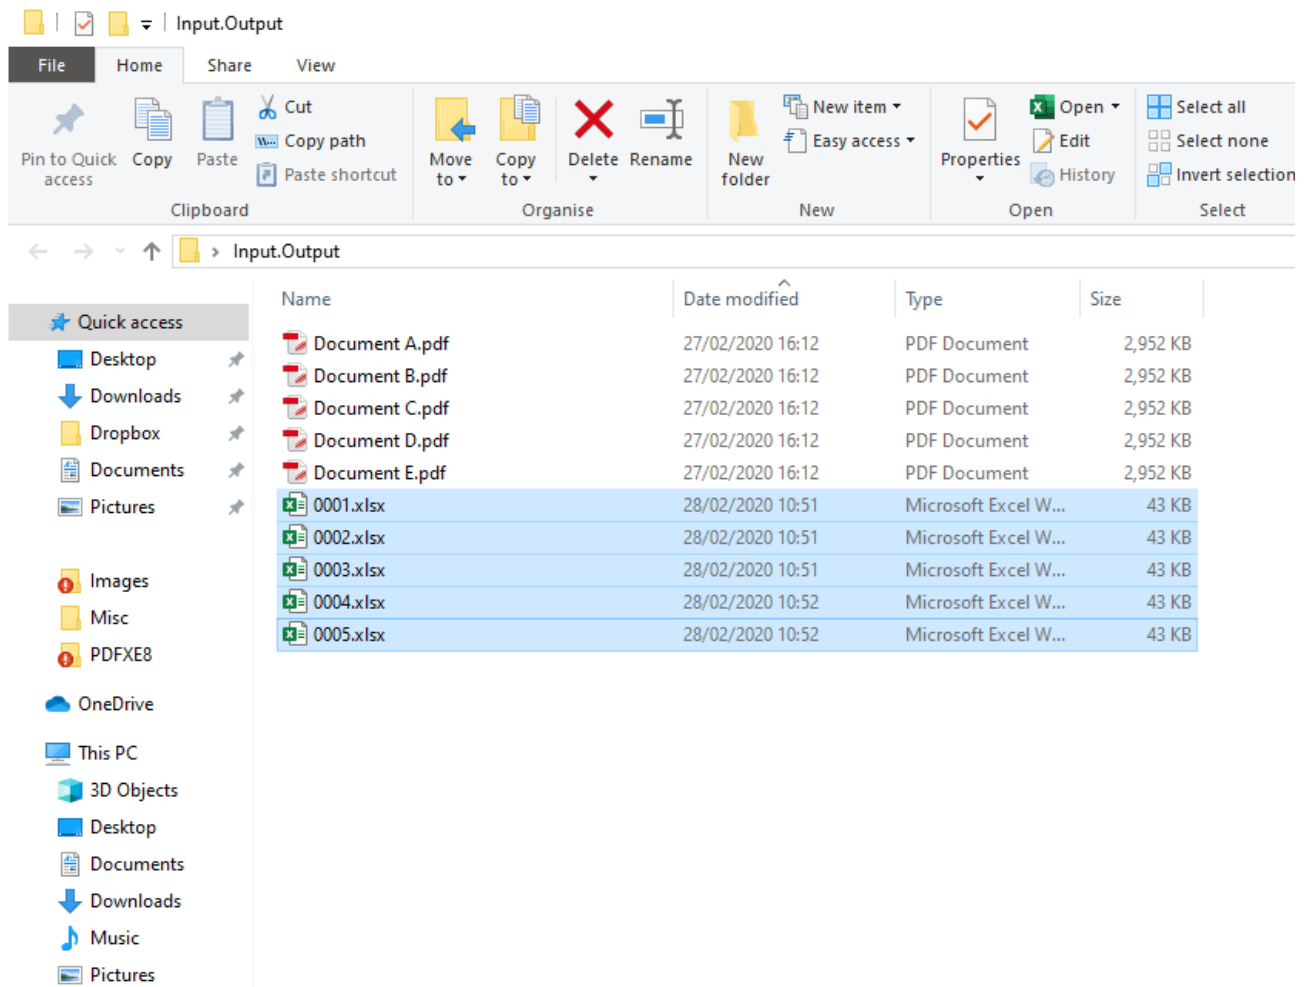 Input.Output
File Home Share View
Pin to Quick access
Copy
Paste
Cut
Copy path
Paste shortcut
Clipboard
Move to
Copy to
Delete
Rename
Organise
New folder
New item
Easy access
New
Properties
Open
Edit
History
Open
Select all
Select none
Invert selection
Select
Input.Output
Quick access
Desktop
Downloads
Dropbox
Documents
Pictures
Images
Misc
PDFXE8
OneDrive
This PC
3D Objects
Desktop
Documents
Downloads
Music
Pictures
Name Date modified Type Size
Document A.pdf 27/02/2020 16:12 PDF Document 2,952 KB
Document B.pdf 27/02/2020 16:12 PDF Document 2,952 KB
Document C.pdf 27/02/2020 16:12 PDF Document 2,952 KB
Document D.pdf 27/02/2020 16:12 PDF Document 2,952 KB
Document E.pdf 27/02/2020 16:12 PDF Document 2,952 KB
0001.xlsx 28/02/2020 10:51 Microsoft Excel W... 43 KB
0002.xlsx 28/02/2020 10:51 Microsoft Excel W... 43 KB
0003.xlsx 28/02/2020 10:51 Microsoft Excel W... 43 KB
0004.xlsx 28/02/2020 10:52 Microsoft Excel W... 43 KB
0005.xlsx 28/02/2020 10:52 Microsoft Excel W... 43 KB